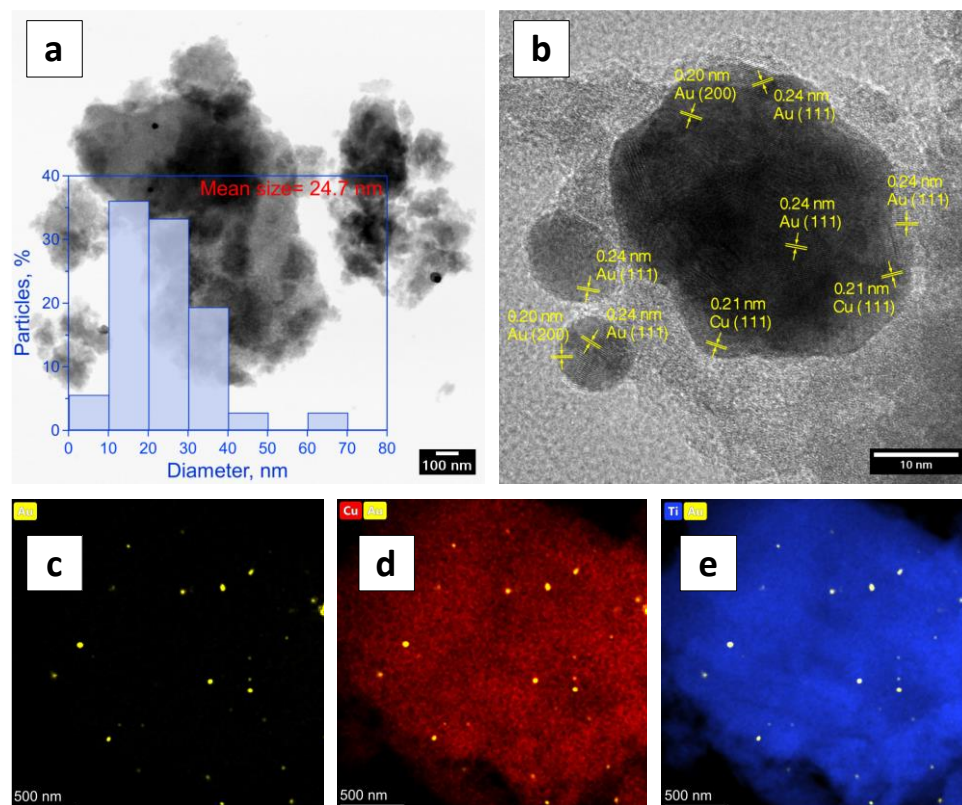 a
Mean size= 24.7 nm
40
30
20
10
0
Particles, %
0 10 20 30 40 50 60 70 80
Diameter, nm
100 nm
b
0.20 nm
Au (200)
0.24 nm
Au (111)
0.24 nm
Au (111)
0.24 nm
Au (111)
0.24 nm
Au (111)
0.21 nm
Cu (111)
0.21 nm
Cu (111)
0.20 nm
Au (200)
0.24 nm
Au (111)
10 nm
Au
c
500 nm
Cu Au
d
500 nm
Ti Au
e
500 nm